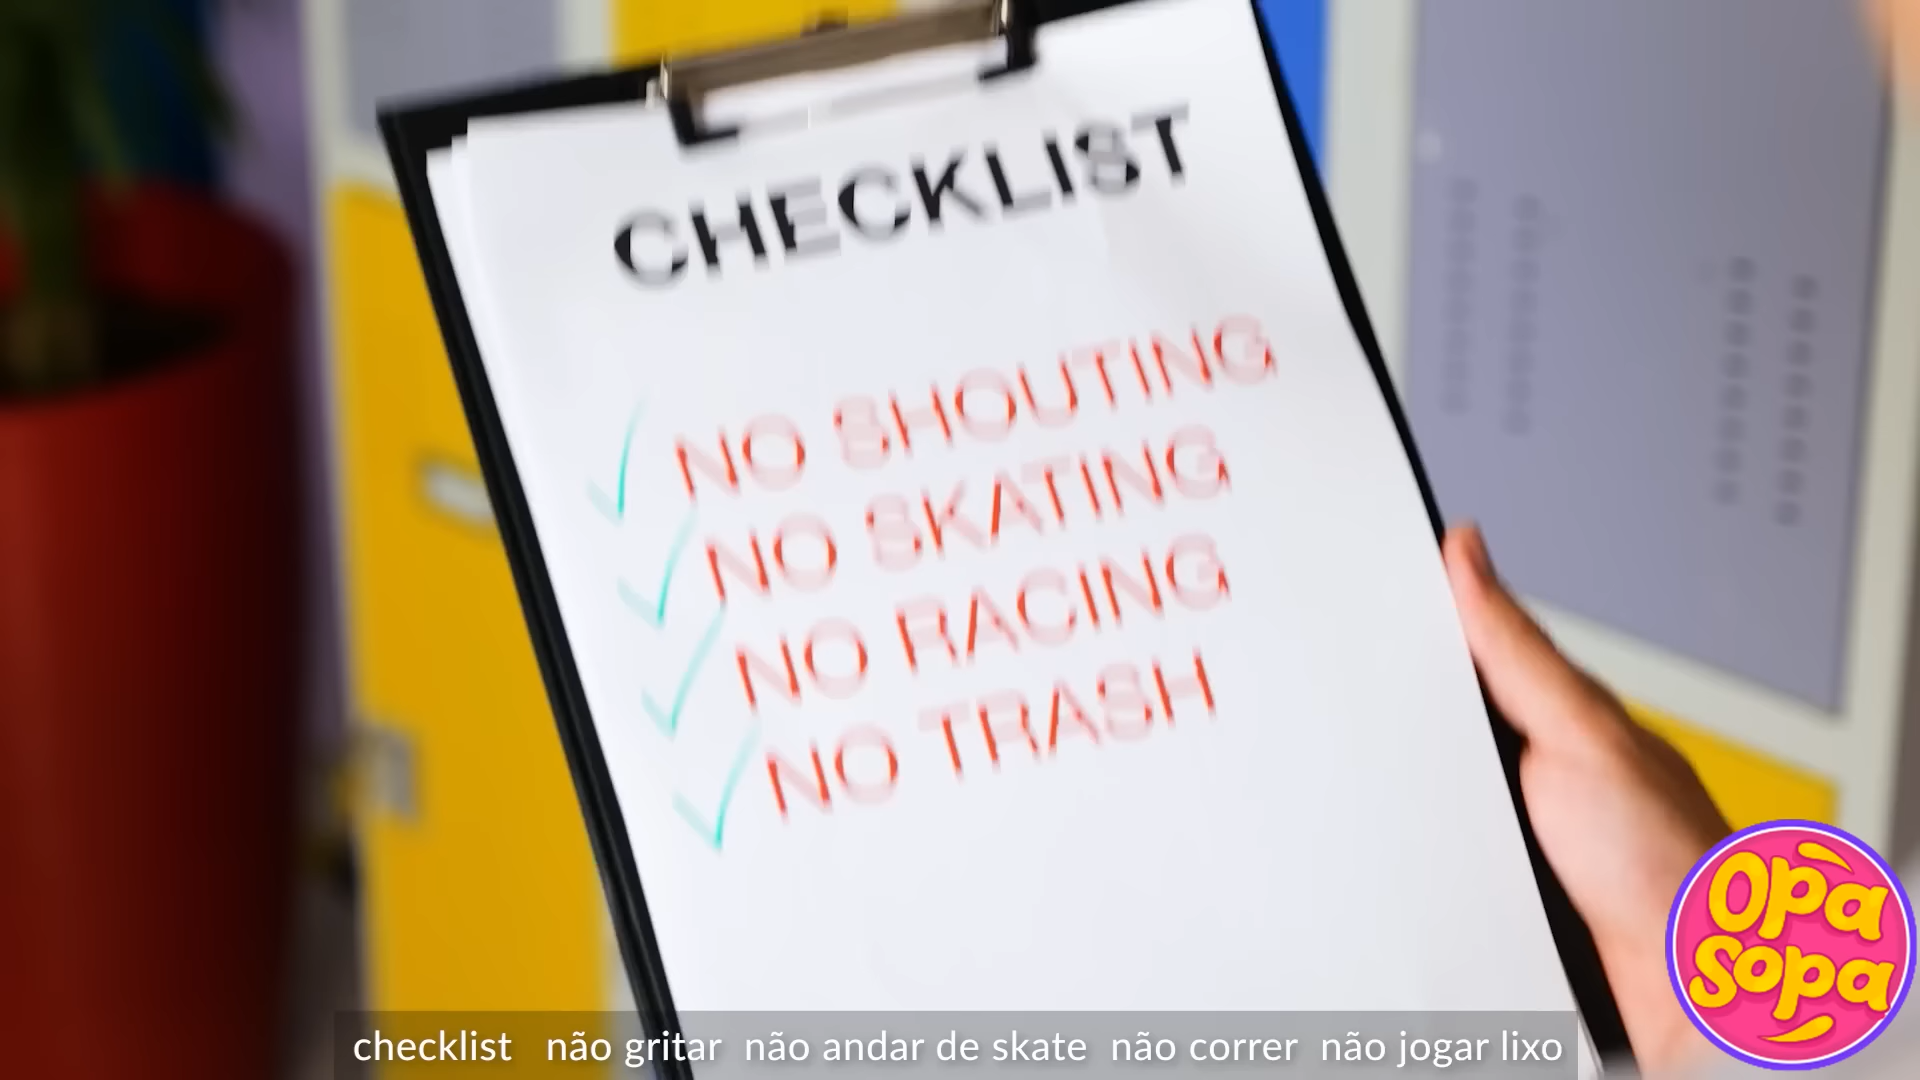 CHECKLIST
NO SHOUTING
NO SKATING
NO RACING
NO TRASH
Opa
Sopa
checklist não gritar não andar de skate não correr não jogar lixo